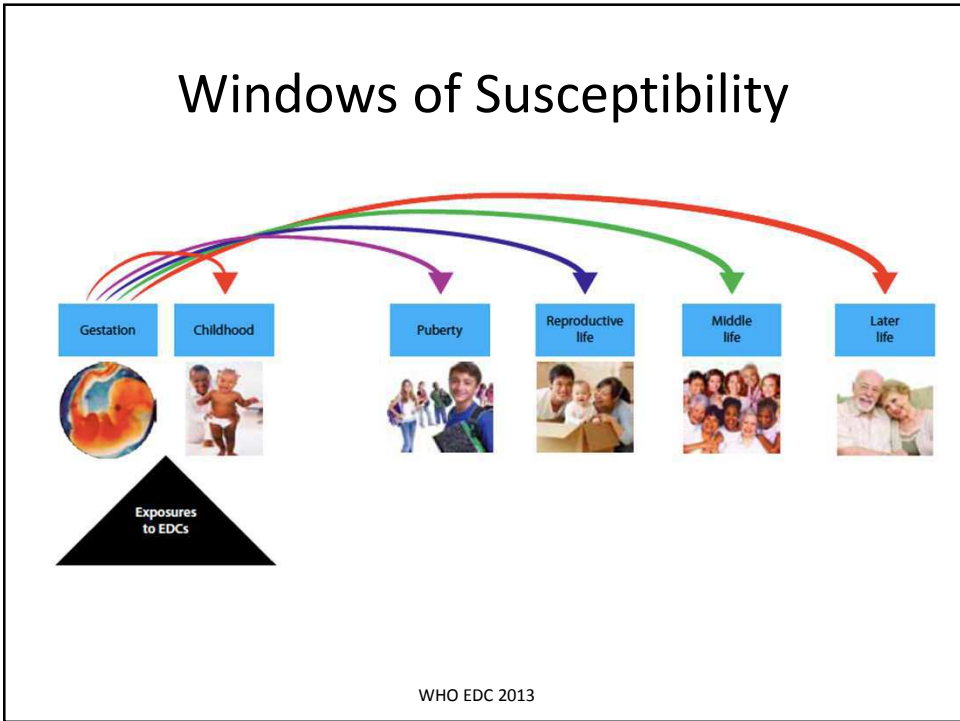 Windows of Susceptibility
Gestation
Childhood
Puberty
Reproductive
life
Middle
life
Later
life
Exposures
to EDCs
WHO EDC 2013